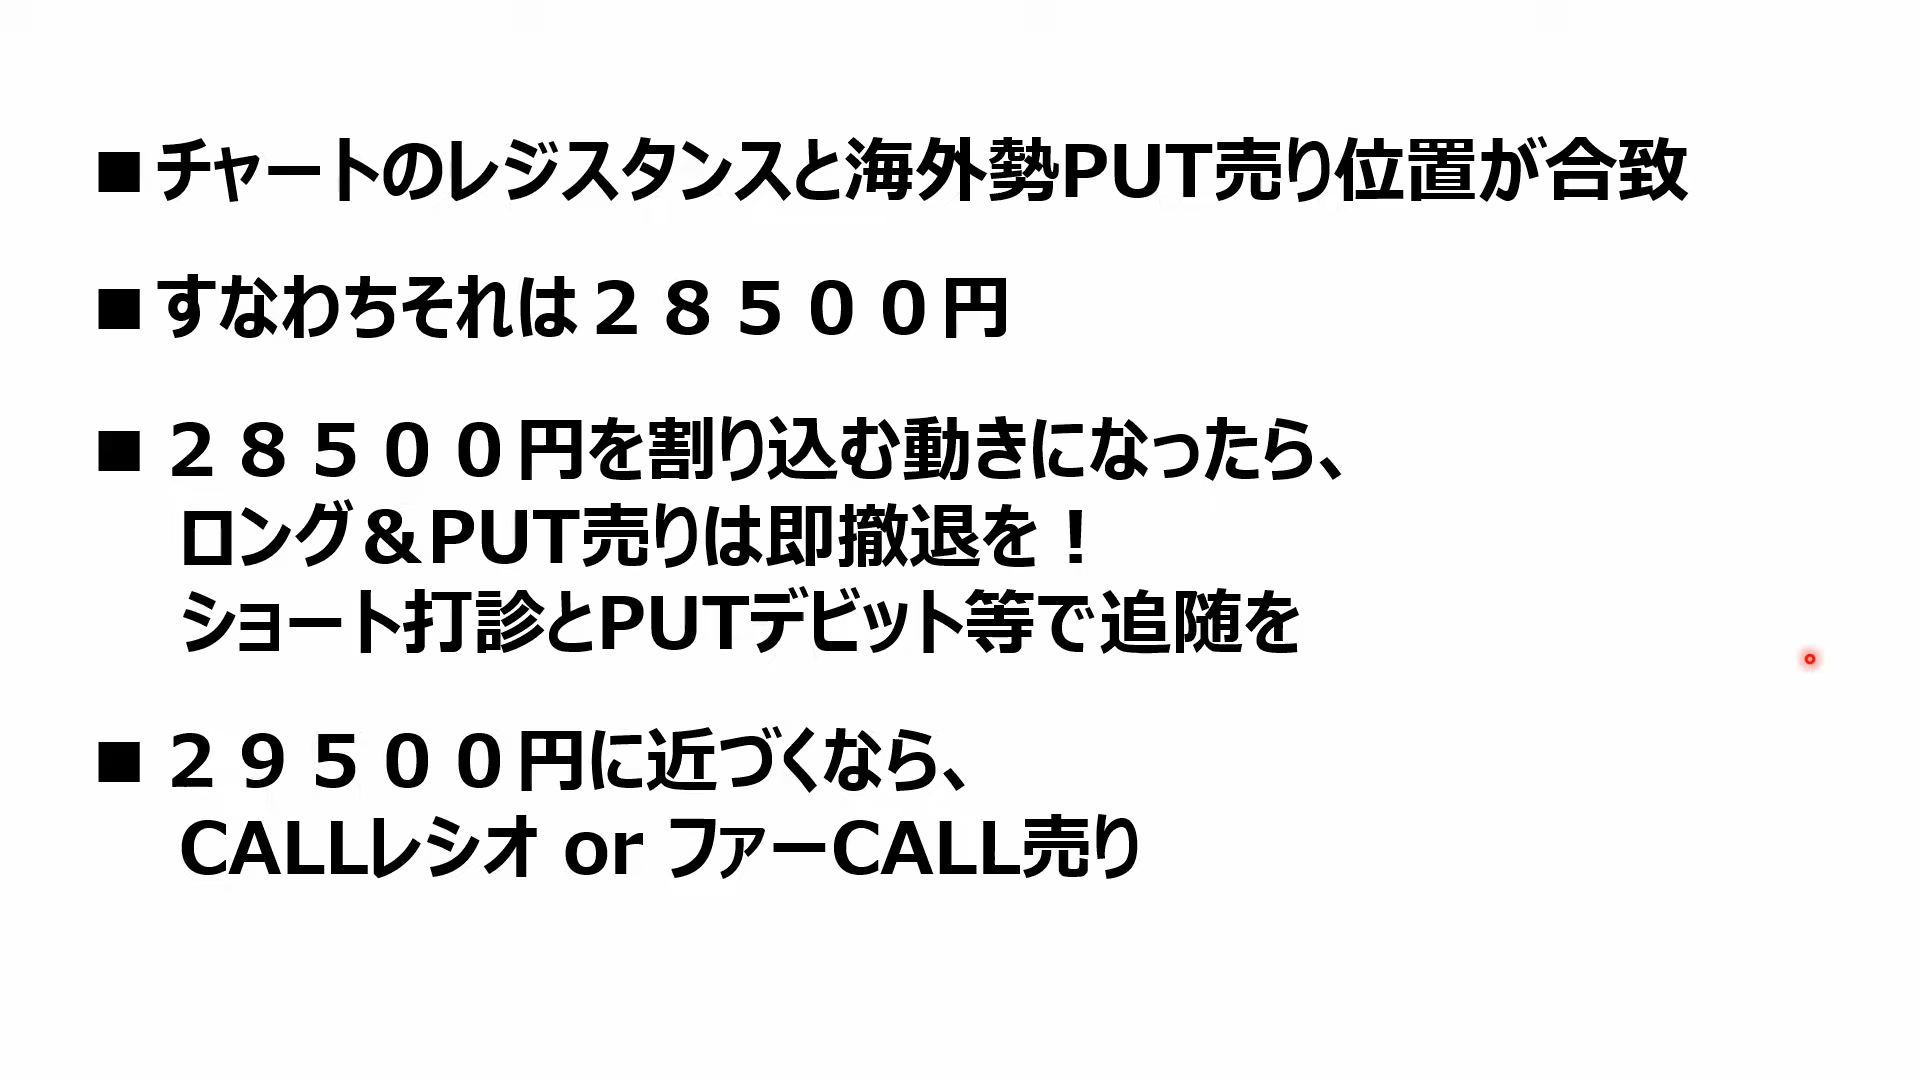 ■チャートのレジスタンスと海外勢PUT売り位置が合致
■すなわちそれは２８５００円
■２８５００円を割り込む動きになったら、
ロング＆PUT売りは即撤退を！
ショート打診とPUTデビット等で追随を
■２９５００円に近づくなら、
CALLレシオ or ファーCALL売り